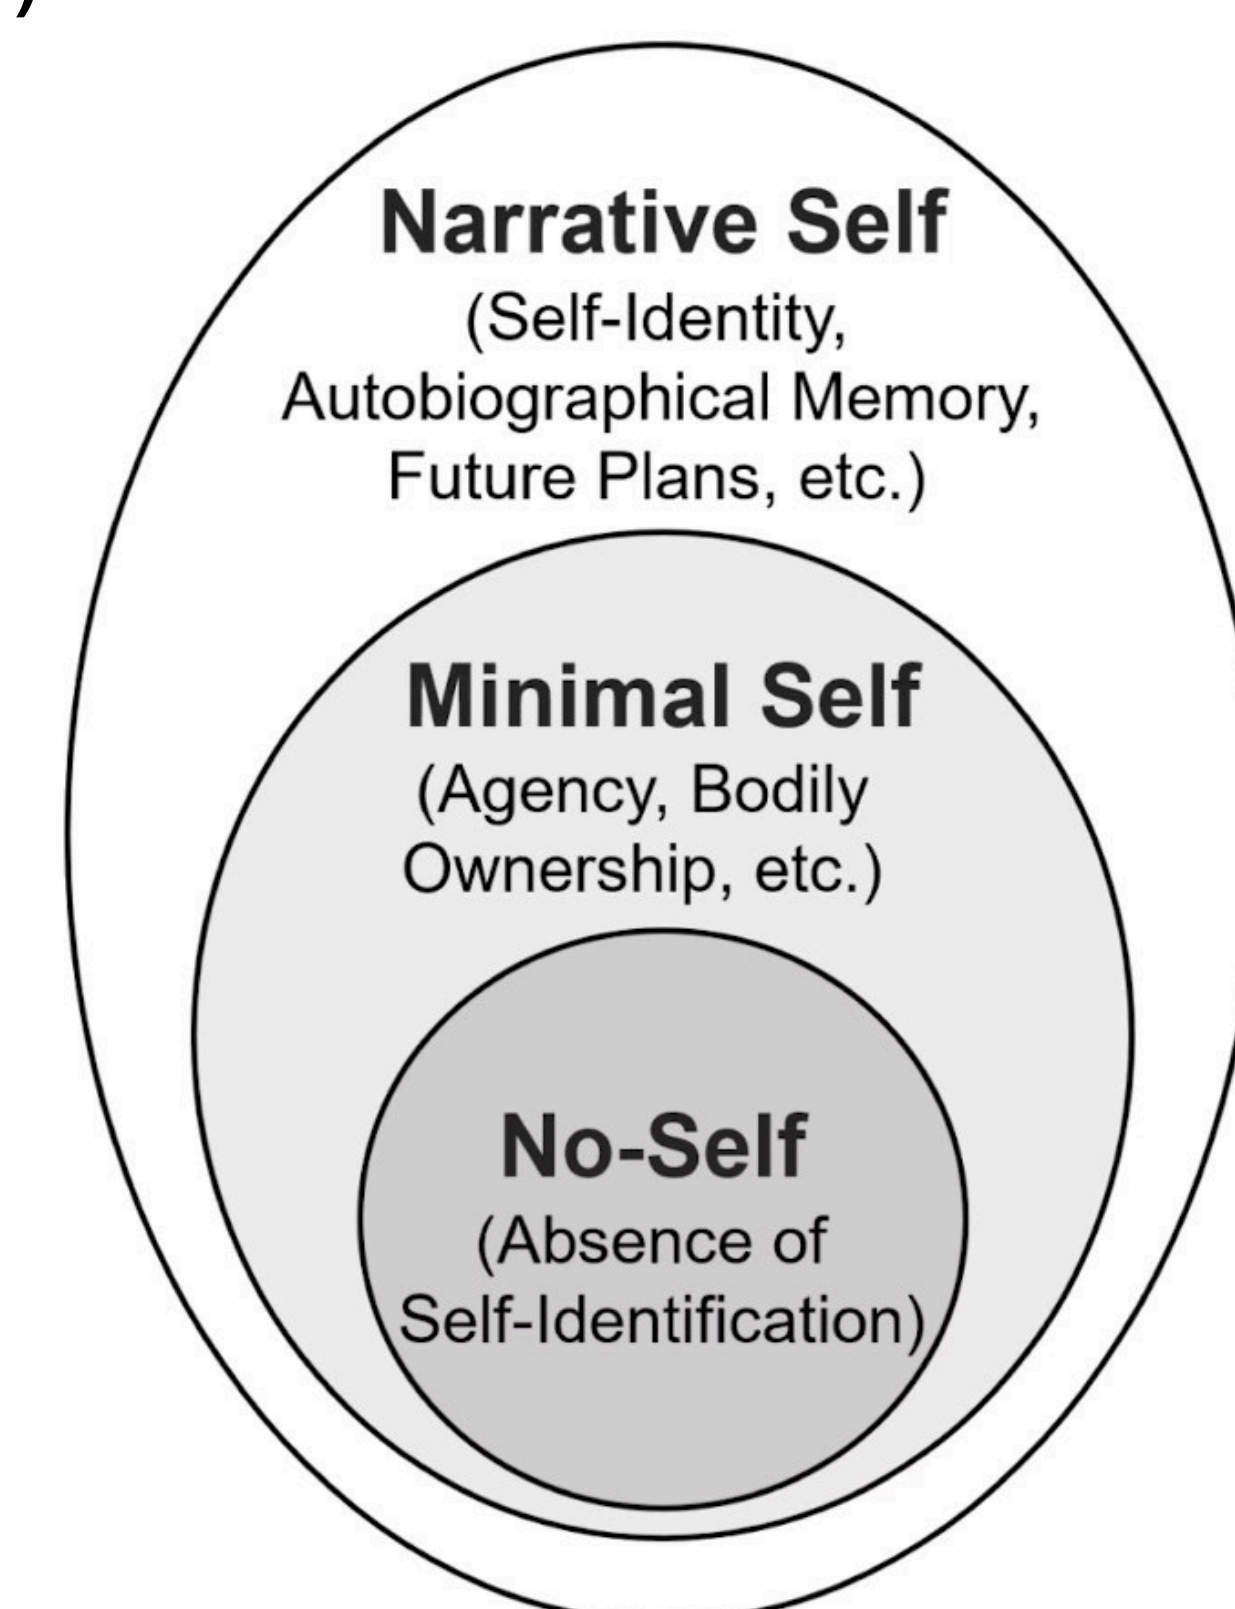 )
Narrative Self
(Self-Identity,
Autobiographical Memory,
Future Plans, etc.)
Minimal Self
(Agency, Bodily
Ownership, etc.)
No-Self
(Absence of
Self-Identification)